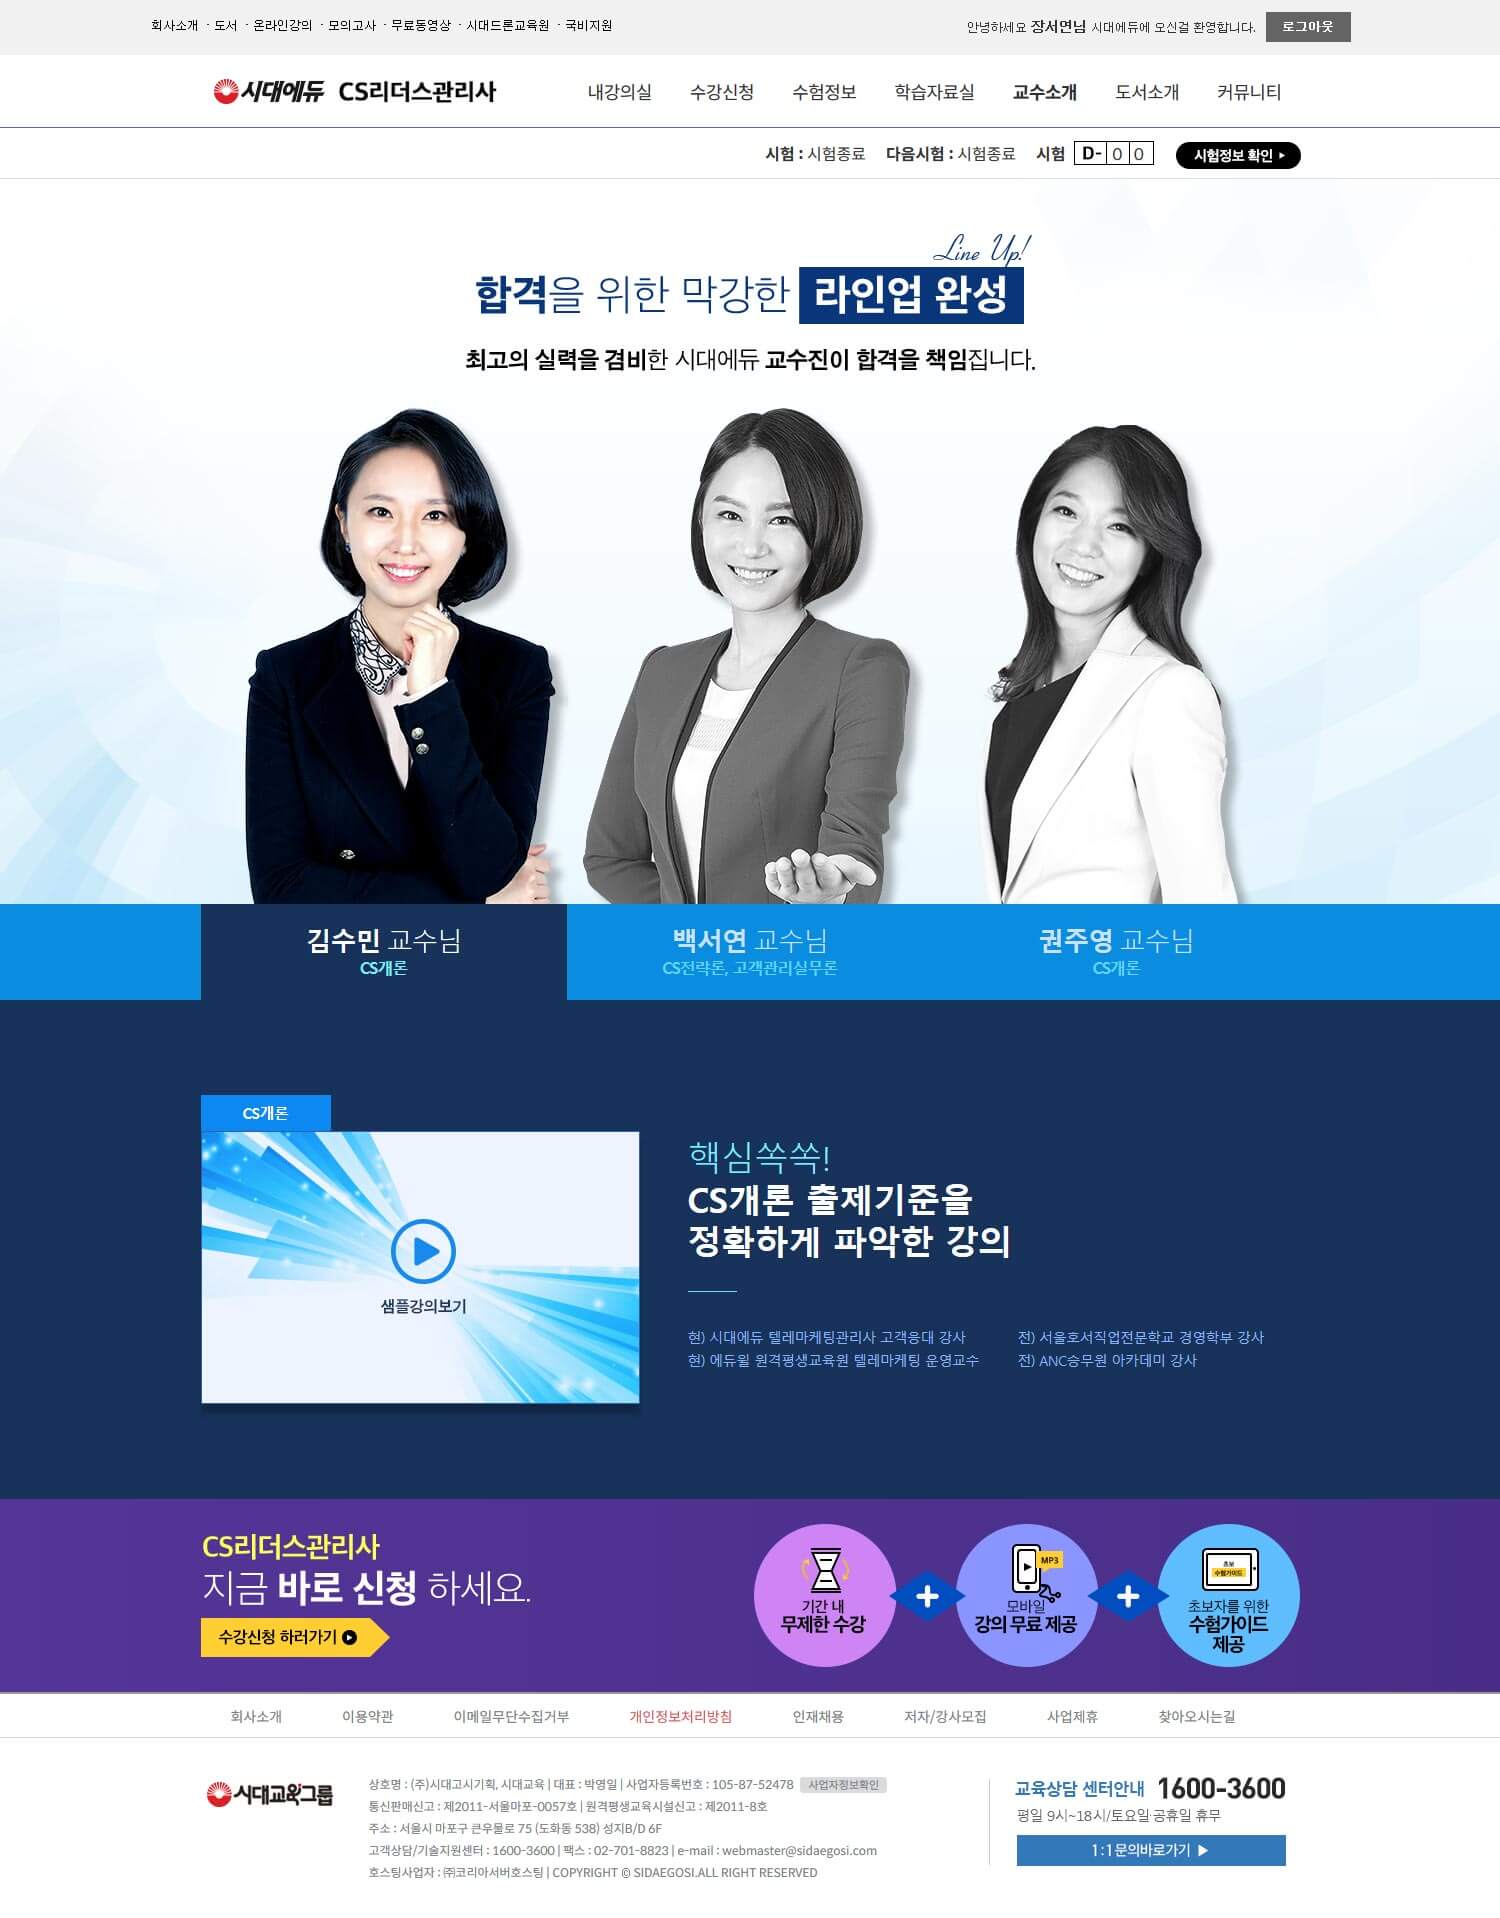 회사소개 · 도서 · 온라인강의 · 모의고사 · 무료동영상 · 시대드론교육원 · 국비지원
안녕하세요 장서연님 시대에듀에 오신걸 환영합니다. 로그아웃
시대에듀 CS리더스관리사
내강의실 수강신청 수험정보 학습자료실 교수소개 도서소개 커뮤니티
시험 : 시험종료 다음시험 : 시험종료 시험 D- 0 0 시험정보 확인 ▶
Line Up!
합격을 위한 막강한 라인업 완성
최고의 실력을 겸비한 시대에듀 교수진이 합격을 책임집니다.
김수민 교수님 백서연 교수님 권주영 교수님
CS개론 CS전략론, 고객관리실무론 CS개론
CS개론
샘플강의보기
핵심쏙쏙!
CS개론 출제기준을
정확하게 파악한 강의
현) 시대에듀 텔레마케팅관리사 고객응대 강사
현) 에듀윌 원격평생교육원 텔레마케팅 운영교수
전) 서울호서직업전문학교 경영학부 강사
전) ANC승무원 아카데미 강사
CS리더스관리사
지금 바로 신청 하세요.
수강신청 하러가기
기간 내
무제한 수강
+
MP3
모바일
강의 무료 제공
+
초보
수험가이드
초보자를 위한
수험가이드
제공
회사소개 이용약관 이메일무단수집거부 개인정보처리방침 인재채용 저자/강사모집 사업제휴 찾아오시는길
시대교육그룹
상호명 : (주)시대고시기획, 시대교육 | 대표 : 박영일 | 사업자등록번호 : 105-87-52478 사업자정보확인
통신판매신고 : 제2011-서울마포-0057호 | 원격평생교육시설신고 : 제2011-8호
주소 : 서울시 마포구 큰우물로 75 (도화동 538) 성지B/D 6F
고객상담/기술지원센터 : 1600-3600 | 팩스 : 02-701-8823 | e-mail : webmaster@sidaegosi.com
호스팅사업자 : ㈜코리아서버호스팅 | COPYRIGHT © SIDAEGOSI.ALL RIGHT RESERVED
교육상담 센터안내 1600-3600
평일 9시~18시/토요일·공휴일 휴무
1:1문의바로가기 ▶